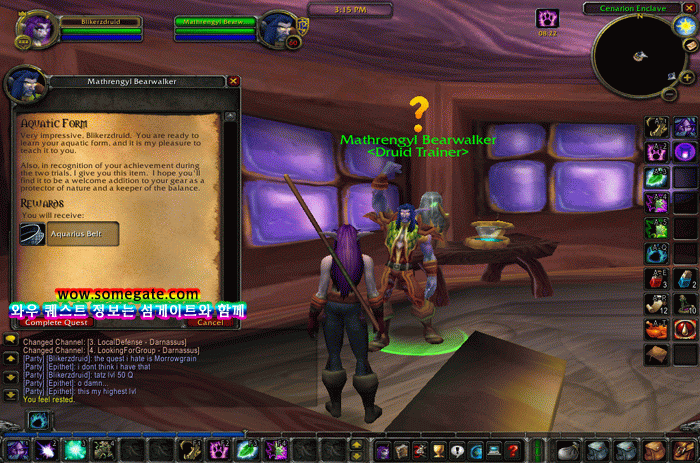 3:15 PM
Blikerzdruid
Mathrengyl Bearw...
Cenarion Enclave
N
08:22
Mathrengyl Bearwalker
Mathrengyl Bearwalker
<Druid Trainer>
Aquatic Form
Very impressive, Blikerzdruid. You are ready to
learn your aquatic form, and it is my pleasure to
teach it to you.
Also, in recognition of your achievement during
the two trials, I give you this item. I hope you'll
find it to be a welcome addition to your gear as a
protector of nature and a keeper of the balance.
Rewards
You will receive:
Aquarius Belt
www.somegate.com
와우 퀘스트 정보는 섬게이트와 함께
Complete Quest
Cancel
Changed Channel: [3. LocalDefense - Darnassus]
Changed Channel: [4. LookingForGroup - Darnassus]
[Party] [Blikerzdruid]: the quest i hate is Morrowgrain
[Party] [Epithet]: i dont think i have that
[Party] [Blikerzdruid]: tatz lvl 50 Q
[Party] [Epithet]: o damn...
[Party] [Epithet]: this my highest lvl
You feel rested.